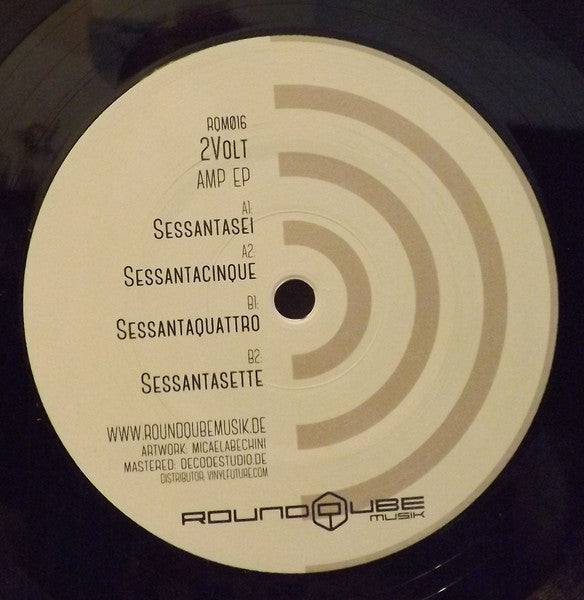 RQM016
2VOLT
AMP EP
A1:
SESSANTASEI
A2:
SESSANTACINQUE
B1:
SESSANTAQUATTRO
B2:
SESSANTASETTE
WWW.ROUNDQUBEMUSIK.DE
ARTWORK: MICAELABECHINI
MASTERED: DECODESTUDIO.DE
DISTRIBUTOR: VINYLFUTURE.COM
ROUNDQUBE
MUSIK